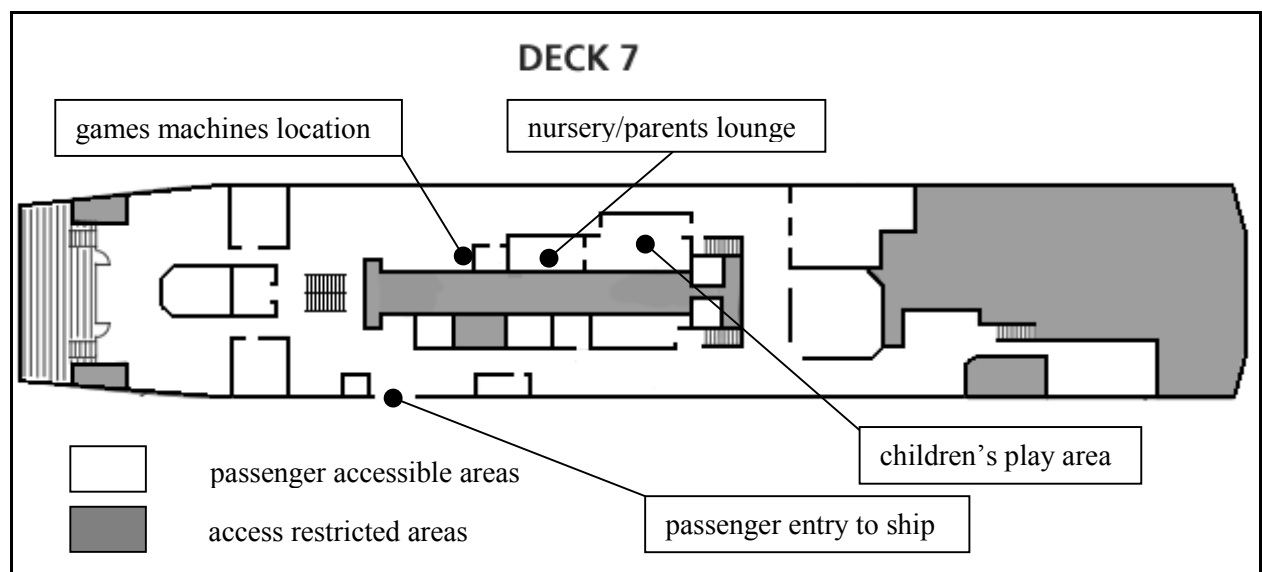 DECK 7
games machines location
nursery/parents lounge
children's play area
passenger accessible areas
passenger entry to ship
access restricted areas